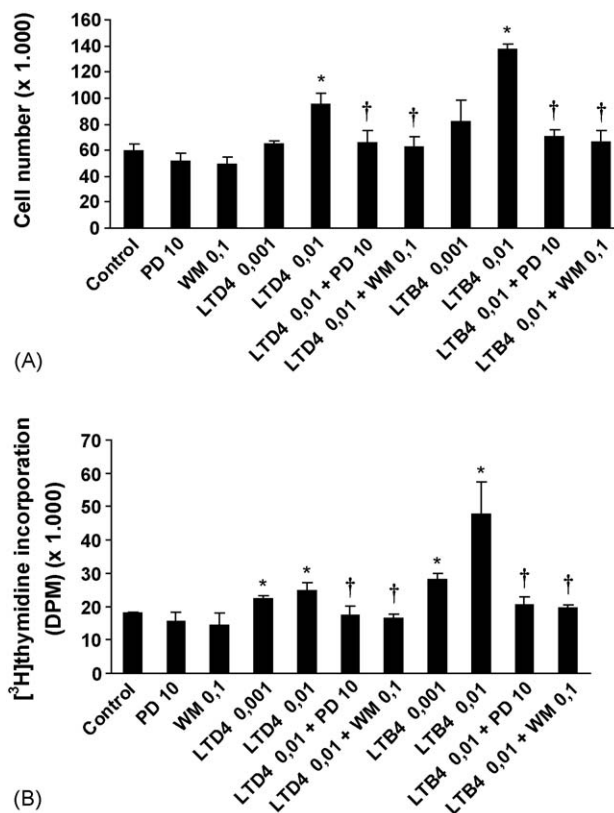 160
140
120
100
80
60
40
20
0
Cell number (x 1.000)
*
†
†
*
†
†
Control
PD 10
WM 0,1
LTD4 0,001
LTD4 0,01
LTD4 0,01 + PD 10
LTD4 0,01 + WM 0,1
LTB4 0,001
LTB4 0,01
LTB4 0,01 + PD 10
LTB4 0,01 + WM 0,1
(A)
70
60
50
40
30
20
10
0
[³H]thymidine incorporation
(DPM) (x 1.000)
*
*
†
†
*
*
†
†
Control
PD 10
WM 0,1
LTD4 0,001
LTD4 0,01
LTD4 0,01 + PD 10
LTD4 0,01 + WM 0,1
LTB4 0,001
LTB4 0,01
LTB4 0,01 + PD 10
LTB4 0,01 + WM 0,1
(B)